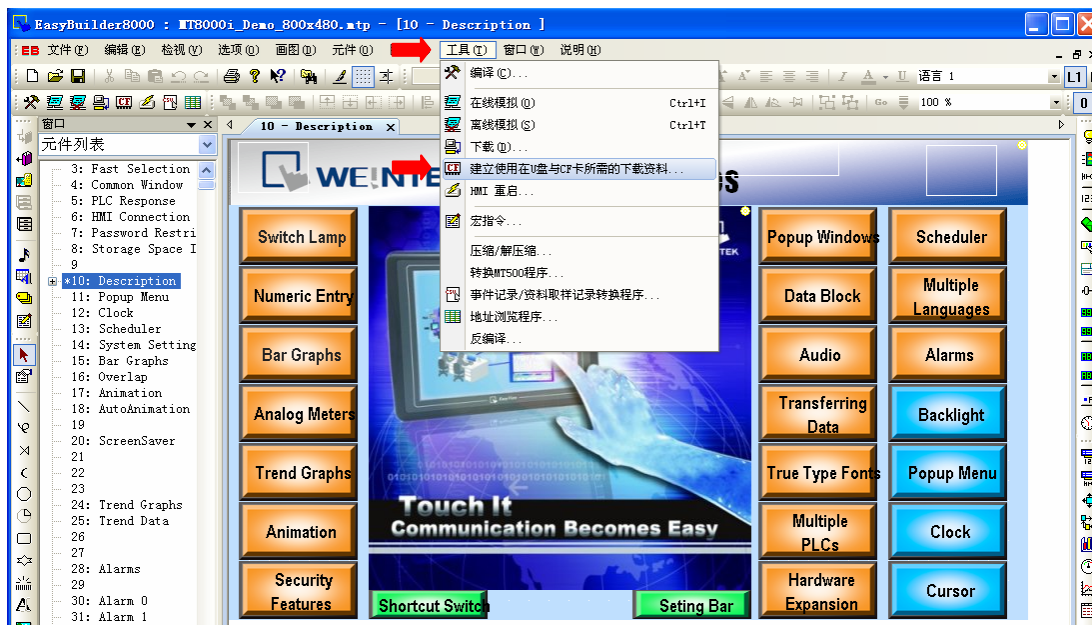 EasyBuilder8000 : MT8000i_Demo_800x480.mtp - [10 - Description ]
EB 文件(F) 编辑(E) 检视(V) 选项(O) 画图(D) 元件(O) 工具(T) 窗口(W) 说明(H)
语言 1
L1
100 %
0
窗口
元件列表
3: Fast Selection
4: Common Window
5: PLC Response
6: HMI Connection
7: Password Restri
8: Storage Space I
9
*10: Description
11: Popup Menu
12: Clock
13: Scheduler
14: System Setting
15: Bar Graphs
16: Overlap
17: Animation
18: AutoAnimation
19
20: ScreenSaver
21
22
23
24: Trend Graphs
25: Trend Data
26
27
28: Alarms
29
30: Alarm 0
31: Alarm 1
10 - Description
编译(C)...
在线模拟(O) Ctrl+I
离线模拟(S) Ctrl+T
下载(D)...
建立使用在U盘与CF卡所需的下载资料...
HMI 重启...
宏指令...
压缩/解压缩...
转换MT500程序...
事件记录/资料取样记录转换程序...
地址浏览程序...
反编译...
WEINTE
s
TEK
Switch Lamp
Numeric Entry
Bar Graphs
Analog Meters
Trend Graphs
Animation
Security
Features
Touch It
Communication Becomes Easy
Shortcut Switch
Seting Bar
Popup Windows
Data Block
Audio
Transferring
Data
True Type Fonts
Multiple
PLCs
Hardware
Expansion
Scheduler
Multiple
Languages
Alarms
Backlight
Popup Menu
Clock
Cursor